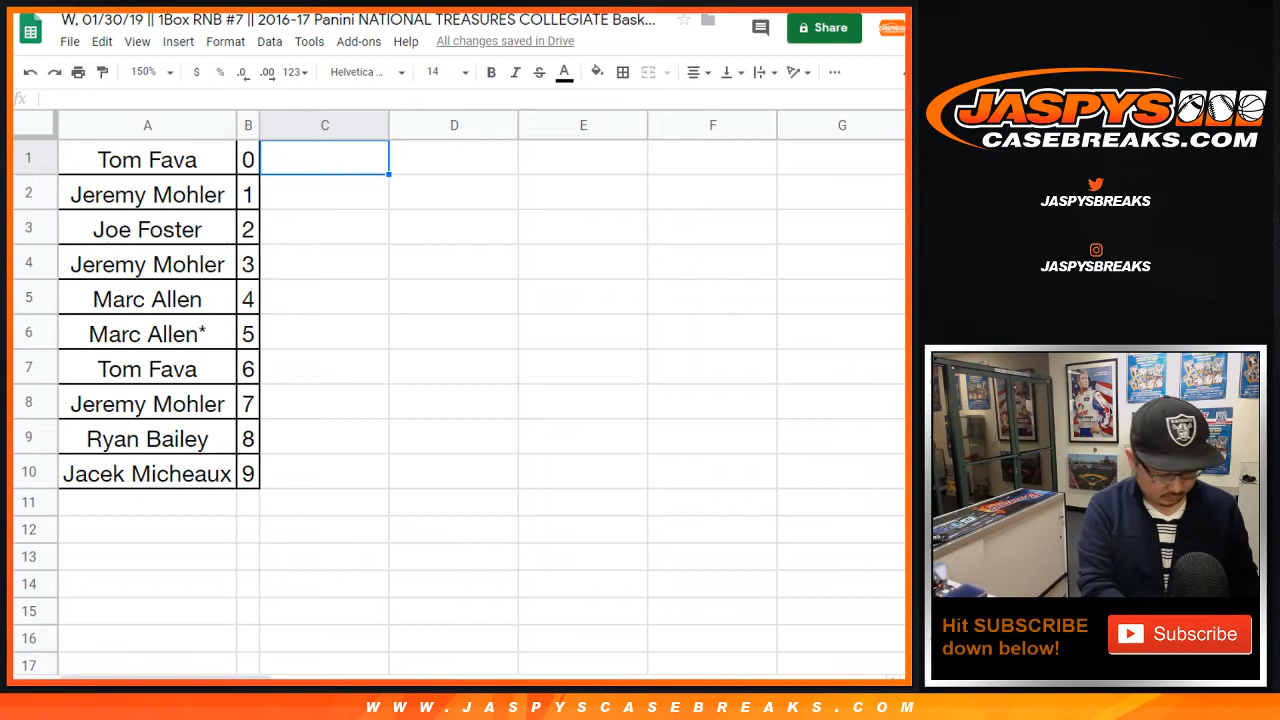 W, 01/30/19 || 1Box RNB #7 || 2016-17 Panini NATIONAL TREASURES COLLEGIATE Bask...
Share
File Edit View Insert Format Data Tools Add-ons Help All changes saved in Drive
150% $ % .0 .00 123 Helvetica ... 14 B I S A
fx
A B C D E F G
1 Tom Fava 0
2 Jeremy Mohler 1
3 Joe Foster 2
4 Jeremy Mohler 3
5 Marc Allen 4
6 Marc Allen* 5
7 Tom Fava 6
8 Jeremy Mohler 7
9 Ryan Bailey 8
10 Jacek Micheaux 9
11
12
13
14
15
16
17
JASPYS
CASEBREAKS.COM
JASPYSBREAKS
JASPYSBREAKS
RAIDERS
Hit SUBSCRIBE
down below!
Subscribe
WWW.JASPYSCASEBREAKS.COM